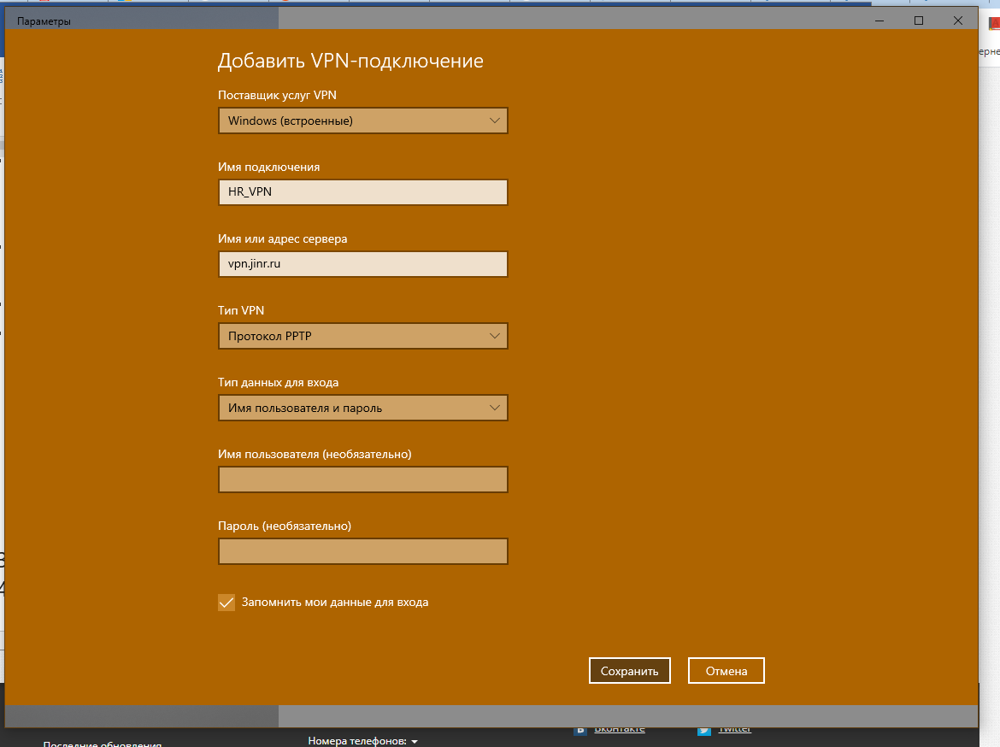 Параметры
Добавить VPN-подключение
Поставщик услуг VPN
Windows (встроенные)
Имя подключения
HR_VPN
Имя или адрес сервера
vpn.jinr.ru
Тип VPN
Протокол PPTP
Тип данных для входа
Имя пользователя и пароль
Имя пользователя (необязательно)
Пароль (необязательно)
Запомнить мои данные для входа
Сохранить
Отмена
ВКонтакте
Twitter
Номера телефонов:
Последние обновления